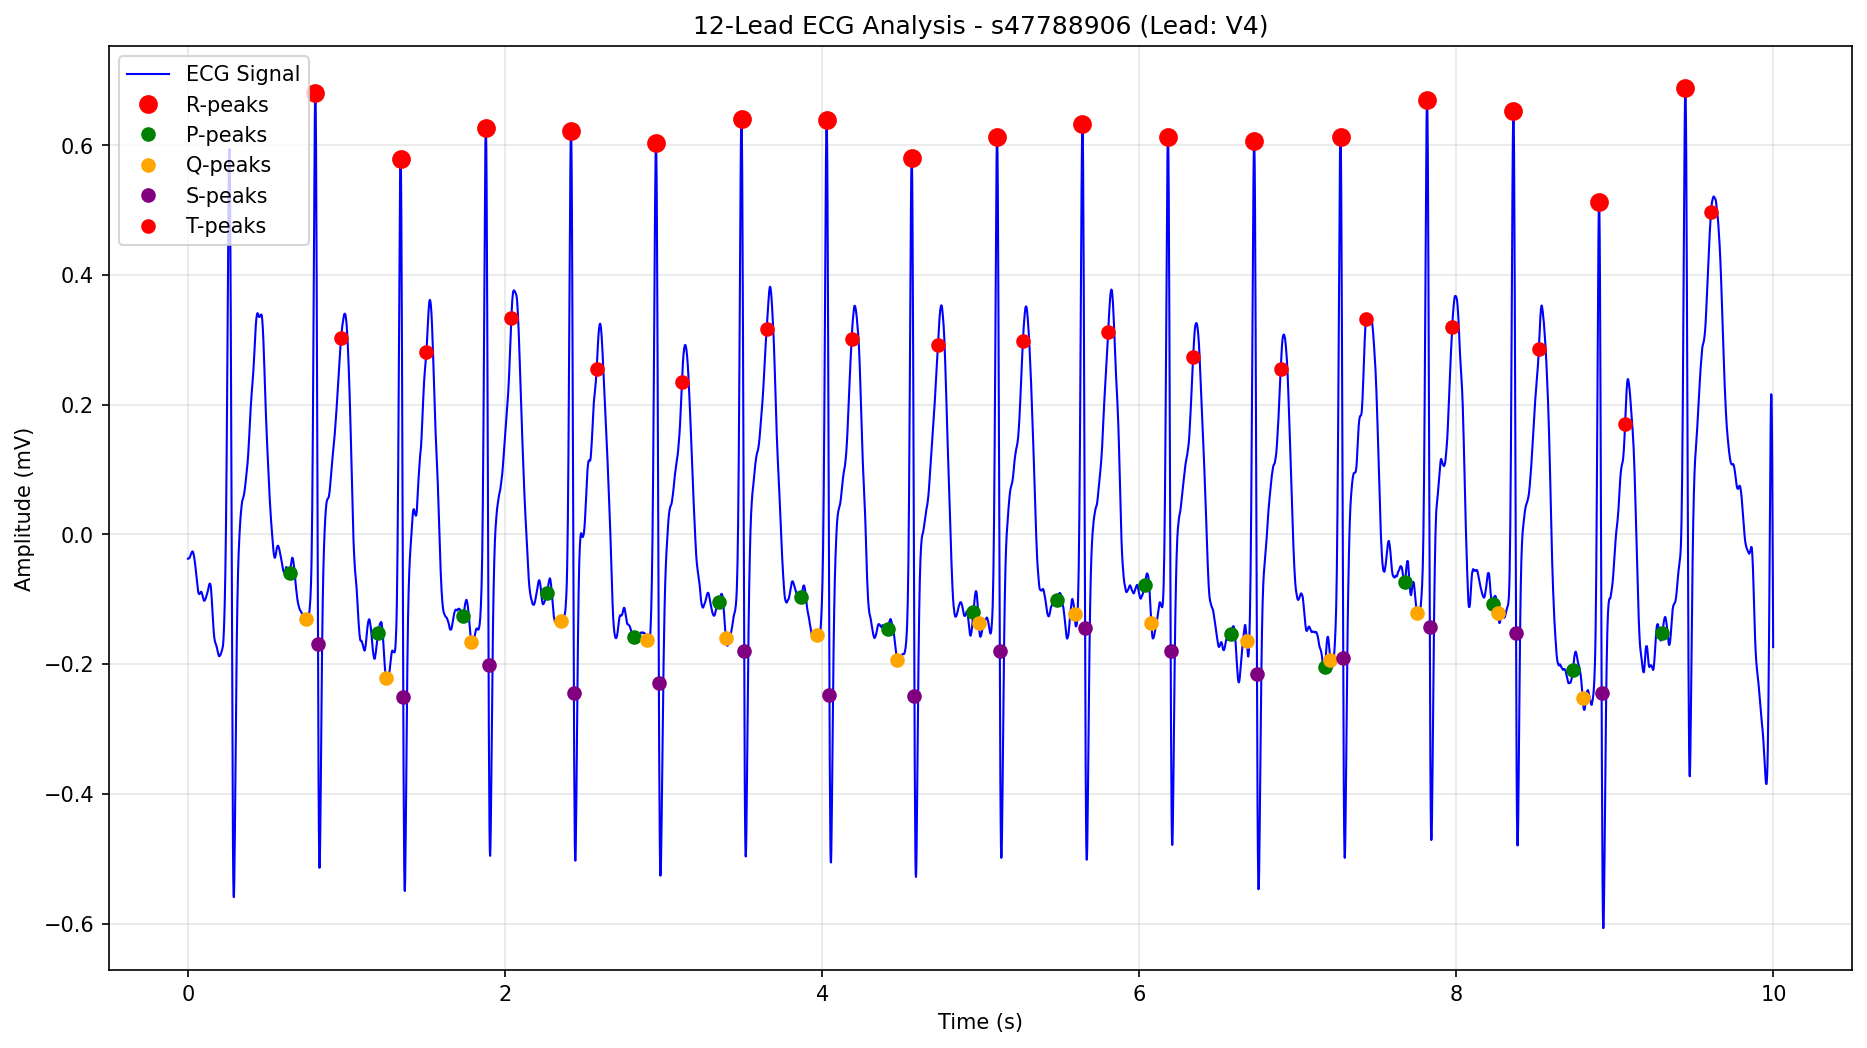 12-Lead ECG Analysis - s47788906 (Lead: V4)
ECG Signal
R-peaks
P-peaks
Q-peaks
S-peaks
T-peaks
Amplitude (mV)
0.6
0.4
0.2
0.0
−0.2
−0.4
−0.6
0 2 4 6 8 10
Time (s)